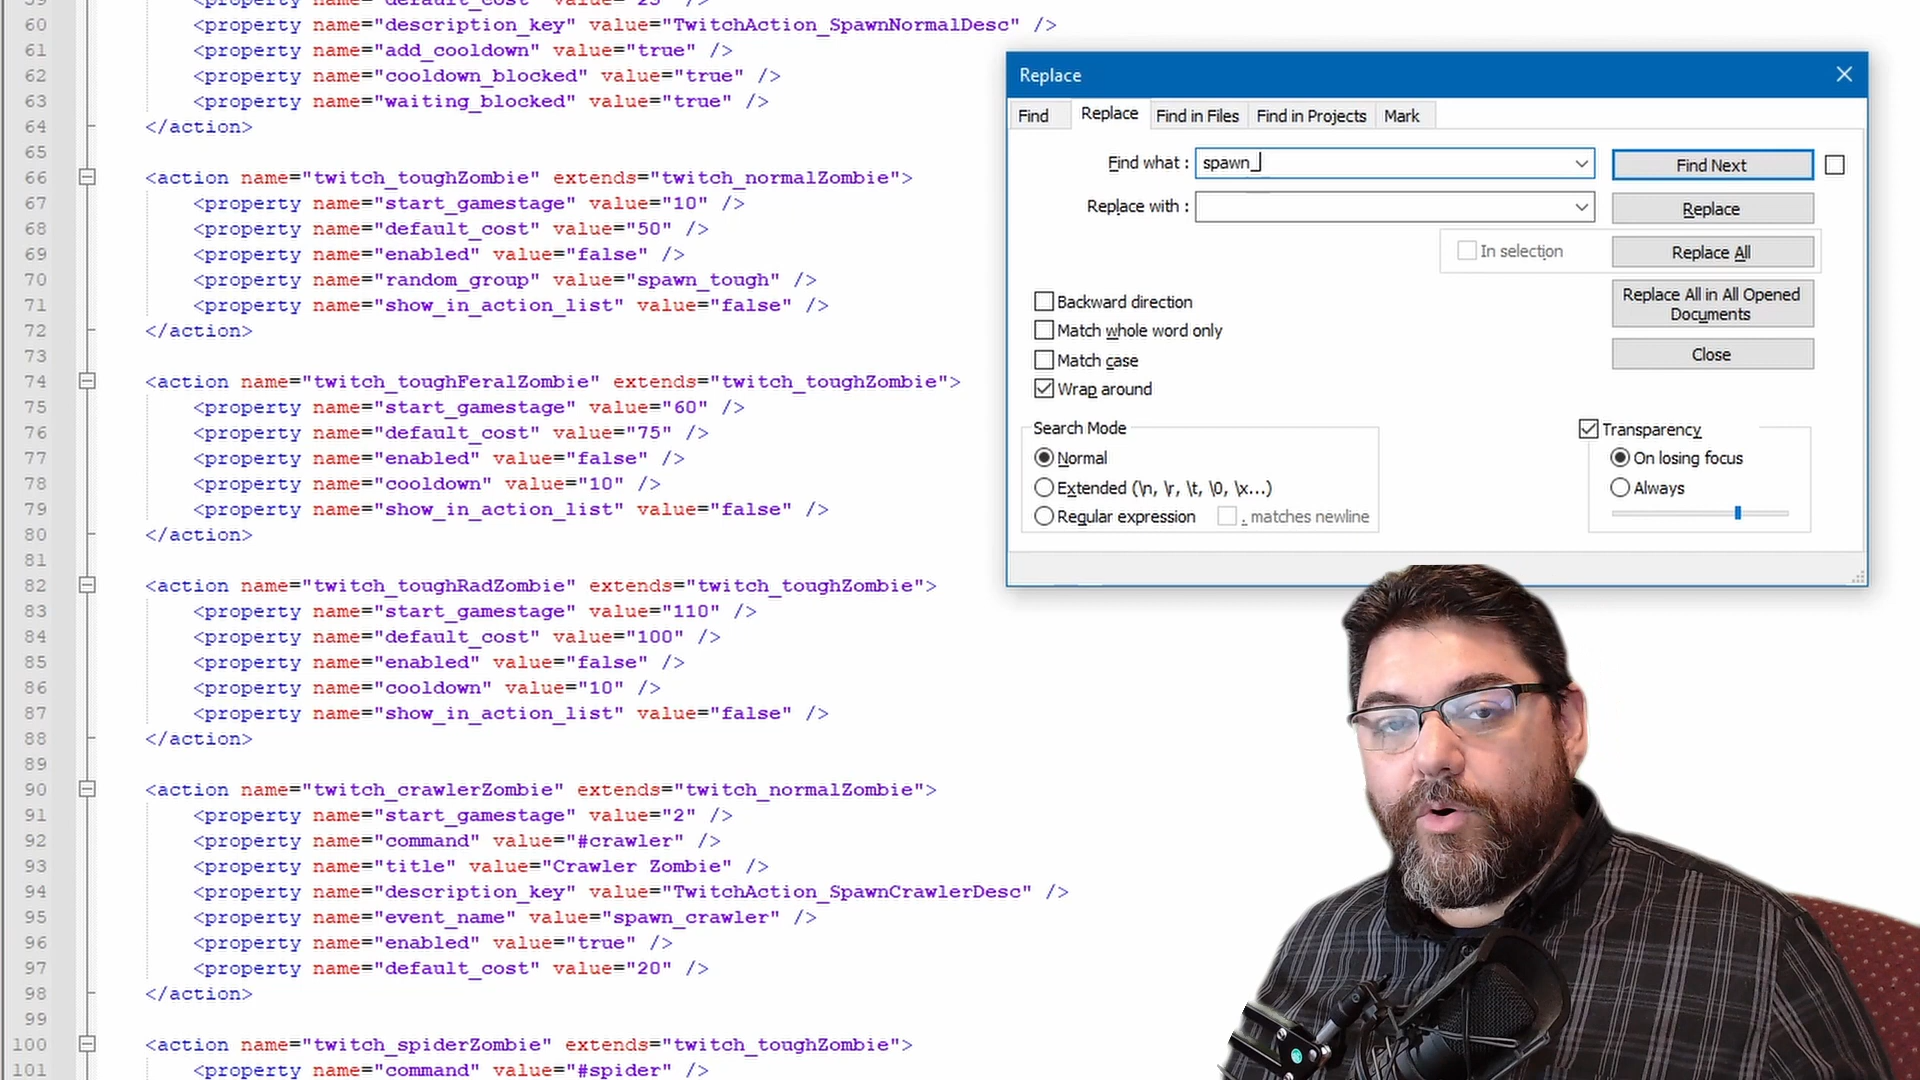 59 <property name="default_cost" value="25" />
60 <property name="description_key" value="TwitchAction_SpawnNormalDesc" />
61 <property name="add_cooldown" value="true" />
62 <property name="cooldown_blocked" value="true" />
63 <property name="waiting_blocked" value="true" />
64 </action>
65
66 <action name="twitch_toughZombie" extends="twitch_normalZombie">
67 <property name="start_gamestage" value="10" />
68 <property name="default_cost" value="50" />
69 <property name="enabled" value="false" />
70 <property name="random_group" value="spawn_tough" />
71 <property name="show_in_action_list" value="false" />
72 </action>
73
74 <action name="twitch_toughFeralZombie" extends="twitch_toughZombie">
75 <property name="start_gamestage" value="60" />
76 <property name="default_cost" value="75" />
77 <property name="enabled" value="false" />
78 <property name="cooldown" value="10" />
79 <property name="show_in_action_list" value="false" />
80 </action>
81
82 <action name="twitch_toughRadZombie" extends="twitch_toughZombie">
83 <property name="start_gamestage" value="110" />
84 <property name="default_cost" value="100" />
85 <property name="enabled" value="false" />
86 <property name="cooldown" value="10" />
87 <property name="show_in_action_list" value="false" />
88 </action>
89
90 <action name="twitch_crawlerZombie" extends="twitch_normalZombie">
91 <property name="start_gamestage" value="2" />
92 <property name="command" value="#crawler" />
93 <property name="title" value="Crawler Zombie" />
94 <property name="description_key" value="TwitchAction_SpawnCrawlerDesc" />
95 <property name="event_name" value="spawn_crawler" />
96 <property name="enabled" value="true" />
97 <property name="default_cost" value="20" />
98 </action>
99
100 <action name="twitch_spiderZombie" extends="twitch_toughZombie">
101 <property name="command" value="#spider" />
Replace
Find Replace Find in Files Find in Projects Mark
Find what : spawn_
Find Next
Replace with :
Replace
In selection
Replace All
Replace All in All Opened
Documents
Close
Backward direction
Match whole word only
Match case
Wrap around
Search Mode
Normal
Extended (\n, \r, \t, \0, \x...)
Regular expression
. matches newline
Transparency
On losing focus
Always